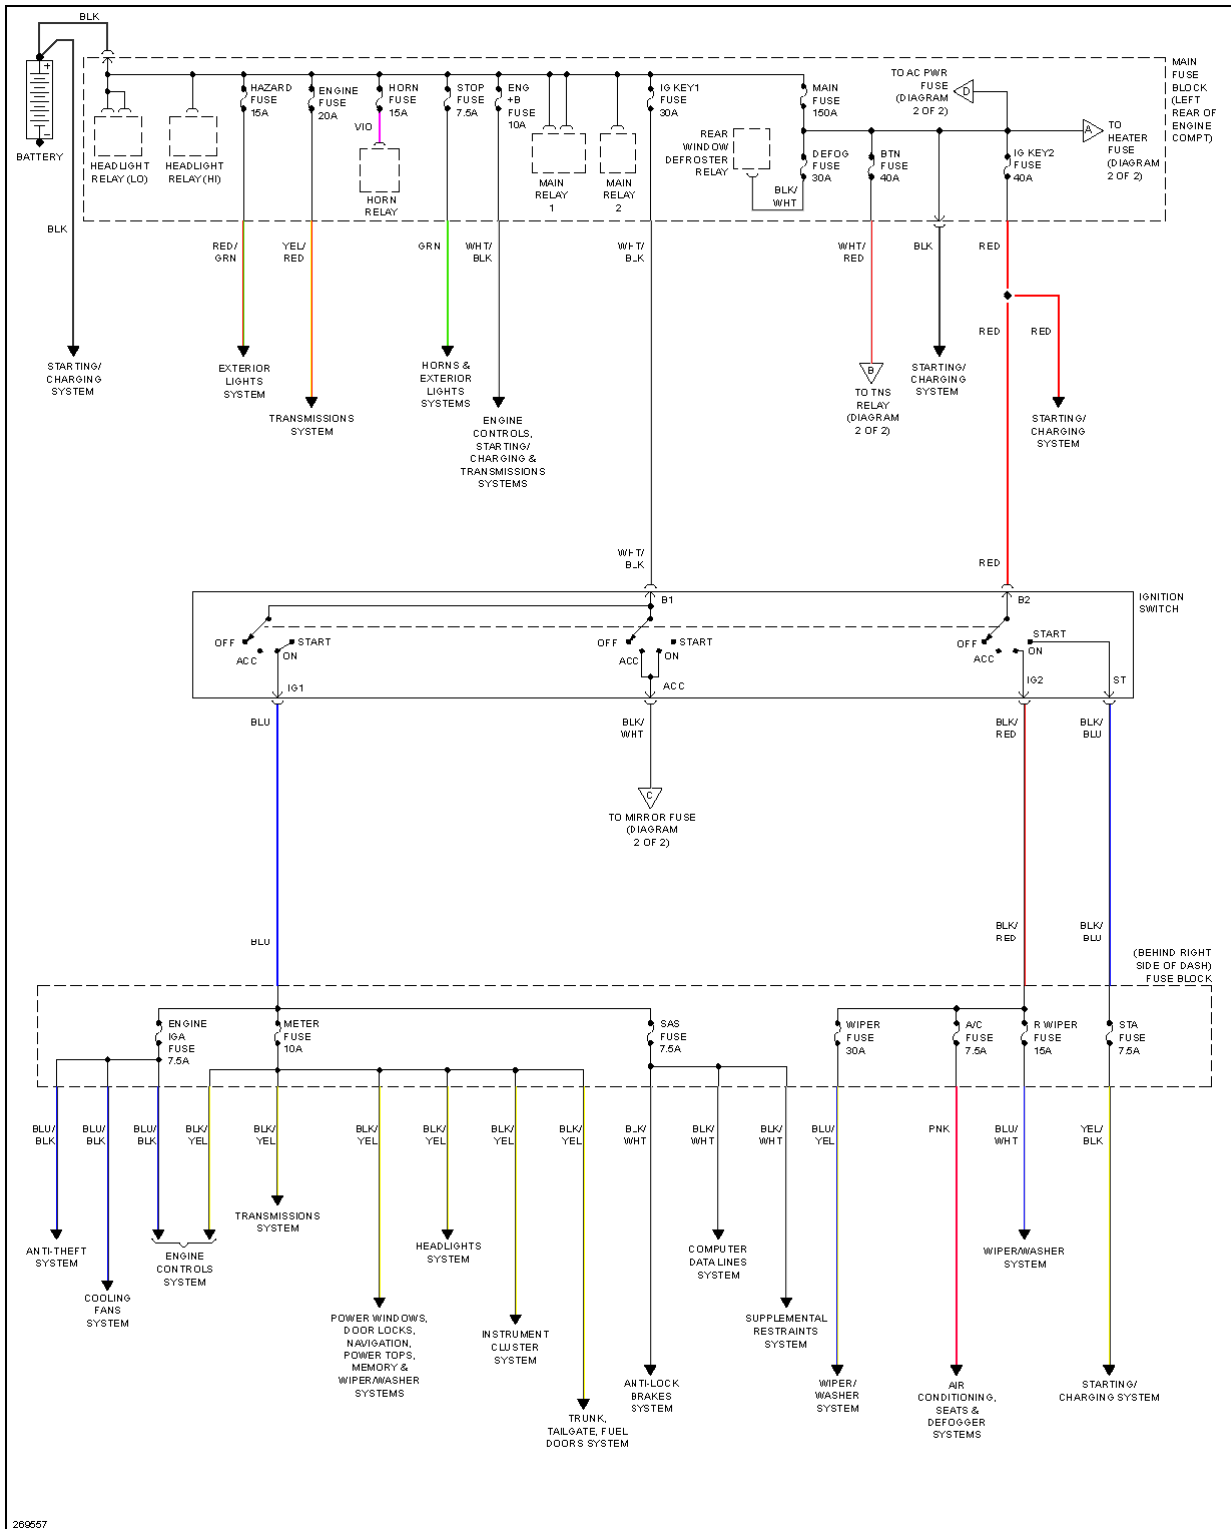 BLK
+
-
BATTERY
BLK
STARTING/
CHARGING
SYSTEM
MAIN
FUSE
BLOCK
(LEFT
REAR OF
ENGINE
COMPT)
HEADLIGHT
RELAY (LO)
HEADLIGHT
RELAY (HI)
HAZARD
FUSE
15A
ENGINE
FUSE
20A
HORN
FUSE
15A
VIO
HORN
RELAY
STOP
FUSE
7.5A
ENG
+B
FUSE
10A
MAIN
RELAY
1
MAIN
RELAY
2
IG KEY1
FUSE
30A
REAR
WINDOW
DEFROSTER
RELAY
MAIN
FUSE
150A
DEFOG
FUSE
30A
BLK/
WHT
BTN
FUSE
40A
TO AC PWR
FUSE
(DIAGRAM
2 OF 2)
D
IG KEY2
FUSE
40A
A
TO
HEATER
FUSE
(DIAGRAM
2 OF 2)
RED/
GRN
YEL/
RED
GRN
WHT/
BLK
WHT/
BLK
WHT/
RED
BLK
RED
RED
RED
EXTERIOR
LIGHTS
SYSTEM
TRANSMISSIONS
SYSTEM
HORNS &
EXTERIOR
LIGHTS
SYSTEMS
ENGINE
CONTROLS,
STARTING/
CHARGING &
TRANSMISSIONS
SYSTEMS
B
TO TNS
RELAY
(DIAGRAM
2 OF 2)
STARTING/
CHARGING
SYSTEM
STARTING/
CHARGING
SYSTEM
WHT/
BLK
RED
IGNITION
SWITCH
B1
B2
OFF
ACC
ON
START
IG1
OFF
ACC
ON
START
ACC
OFF
ACC
ON
START
IG2
ST
BLU
BLK/
WHT
BLK/
RED
BLK/
BLU
C
TO MIRROR FUSE
(DIAGRAM
2 OF 2)
BLU
BLK/
RED
BLK/
BLU
(BEHIND RIGHT
SIDE OF DASH)
FUSE BLOCK
ENGINE
IGA
FUSE
7.5A
METER
FUSE
10A
SAS
FUSE
7.5A
WIPER
FUSE
30A
A/C
FUSE
7.5A
R WIPER
FUSE
15A
STA
FUSE
7.5A
BLU/
BLK
BLU/
BLK
BLU/
BLK
BLK/
YEL
BLK/
YEL
BLK/
YEL
BLK/
YEL
BLK/
YEL
BLK/
YEL
BLK/
WHT
BLK/
WHT
BLK/
WHT
BLU/
YEL
PNK
BLU/
WHT
YEL/
BLK
ANTI-THEFT
SYSTEM
COOLING
FANS
SYSTEM
ENGINE
CONTROLS
SYSTEM
TRANSMISSIONS
SYSTEM
POWER WINDOWS,
DOOR LOCKS,
NAVIGATION,
POWER TOPS,
MEMORY &
WIPER/WASHER
SYSTEMS
HEADLIGHTS
SYSTEM
INSTRUMENT
CLUSTER
SYSTEM
TRUNK,
TAILGATE, FUEL
DOORS SYSTEM
ANTI-LOCK
BRAKES
SYSTEM
COMPUTER
DATA LINES
SYSTEM
SUPPLEMENTAL
RESTRAINTS
SYSTEM
WIPER/
WASHER
SYSTEM
AIR
CONDITIONING,
SEATS &
DEFOGGER
SYSTEMS
WIPER/WASHER
SYSTEM
STARTING/
CHARGING SYSTEM
269557